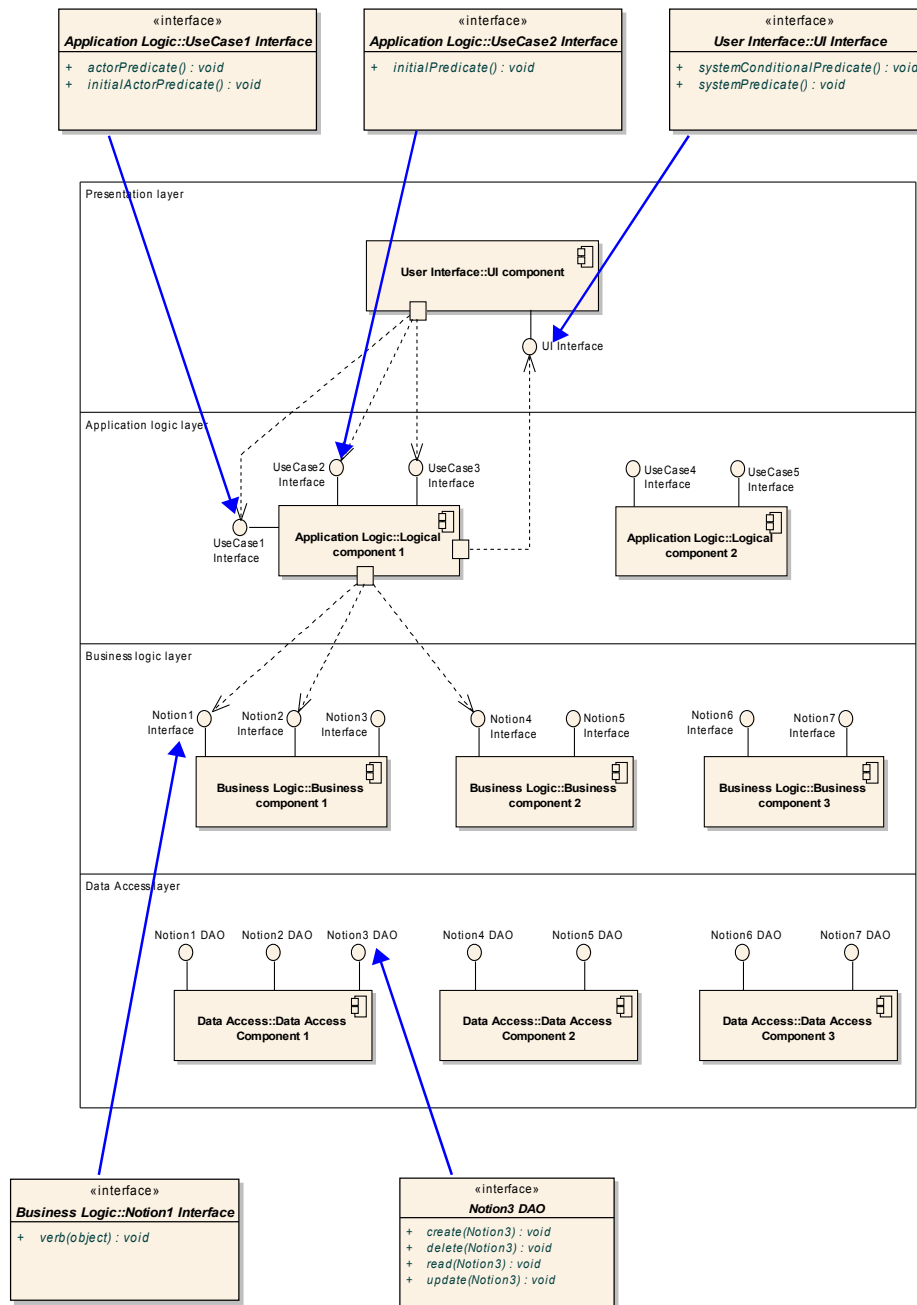 «interface»
Application Logic::UseCase1 Interface
+ actorPredicate() : void
+ initialActorPredicate() : void
«interface»
Application Logic::UseCase2 Interface
+ initialPredicate() : void
«interface»
User Interface::UI Interface
+ systemConditionalPredicate() : void
+ systemPredicate() : void
Presentation layer
User Interface::UI component
UI Interface
Application logic layer
UseCase2
Interface
UseCase3
Interface
UseCase4
Interface
UseCase5
Interface
UseCase1
Interface
Application Logic::Logical
component 1
Application Logic::Logical
component 2
Business logic layer
Notion1
Interface
Notion2
Interface
Notion3
Interface
Notion4
Interface
Notion5
Interface
Notion6
Interface
Notion7
Interface
Business Logic::Business
component 1
Business Logic::Business
component 2
Business Logic::Business
component 3
Data Access layer
Notion1 DAO
Notion2 DAO
Notion3 DAO
Notion4 DAO
Notion5 DAO
Notion6 DAO
Notion7 DAO
Data Access::Data Access
Component 1
Data Access::Data Access
Component 2
Data Access::Data Access
Component 3
«interface»
Business Logic::Notion1 Interface
+ verb(object) : void
«interface»
Notion3 DAO
+ create(Notion3) : void
+ delete(Notion3) : void
+ read(Notion3) : void
+ update(Notion3) : void